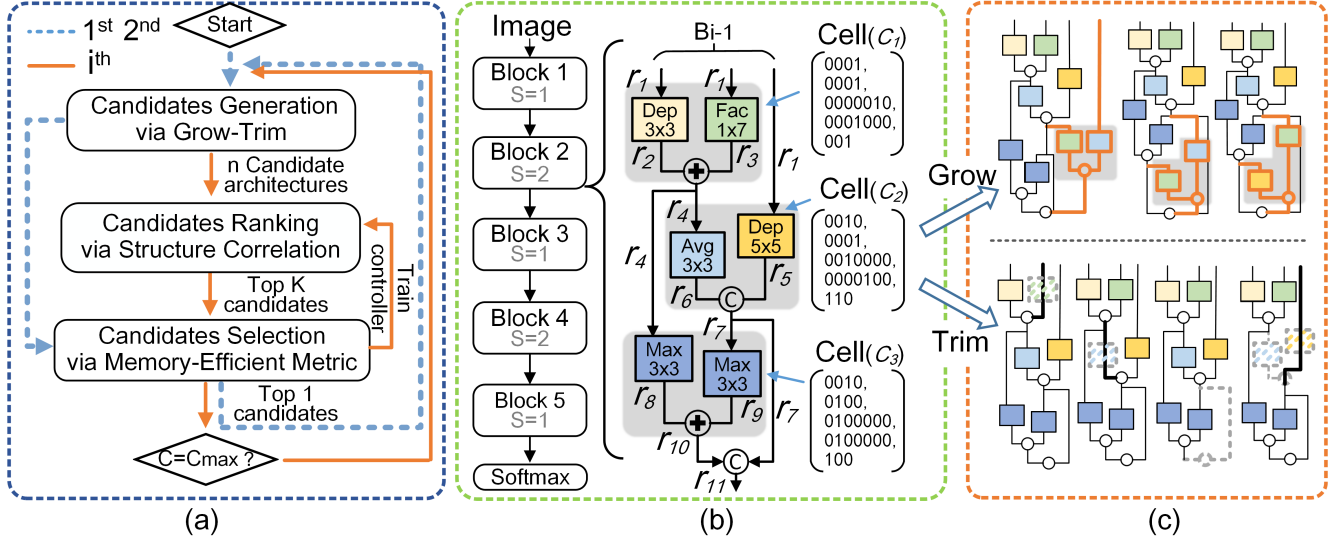 1st 2nd
ith
Start
Candidates Generation
via Grow-Trim
n Candidate
architectures
Candidates Ranking
via Structure Correlation
Top K
candidates
Train
controller
Candidates Selection
via Memory-Efficient Metric
Top 1
candidates
C=Cmax ?
(a)
Image
Block 1
S=1
Block 2
S=2
Block 3
S=1
Block 4
S=2
Block 5
S=1
Softmax
Bi-1
r1
r1
Dep
3x3
Fac
1x7
r2
r3
r1
r4
r4
Avg
3x3
Dep
5x5
r5
r6
C
r7
Max
3x3
Max
3x3
r8
r9
r7
r10
C
r11
Cell(C1)
0001,
0001,
0000010,
0001000,
001
Cell(C2)
0010,
0001,
0010000,
0000100,
110
Cell(C3)
0010,
0100,
0100000,
0100000,
100
(b)
Grow
Trim
(c)